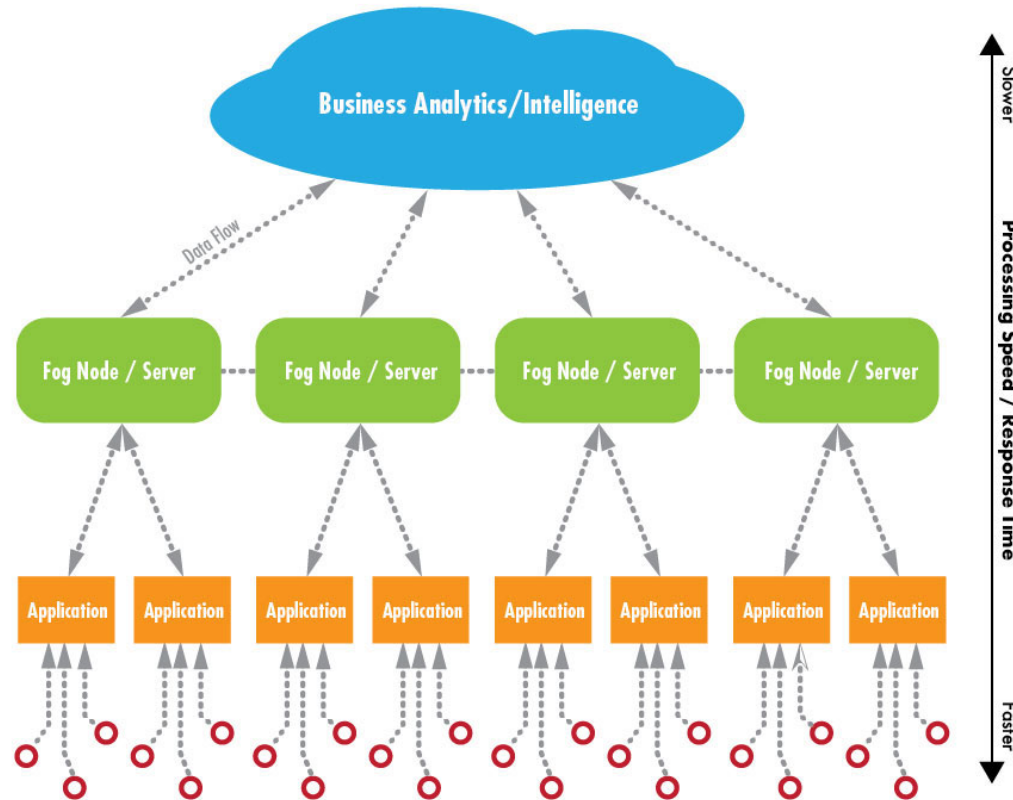 Business Analytics/Intelligence
Slower
Data Flow
Processing Speed / Response Time
Fog Node / Server
Fog Node / Server
Fog Node / Server
Fog Node / Server
Application
Application
Application
Application
Application
Application
Application
Application
Faster